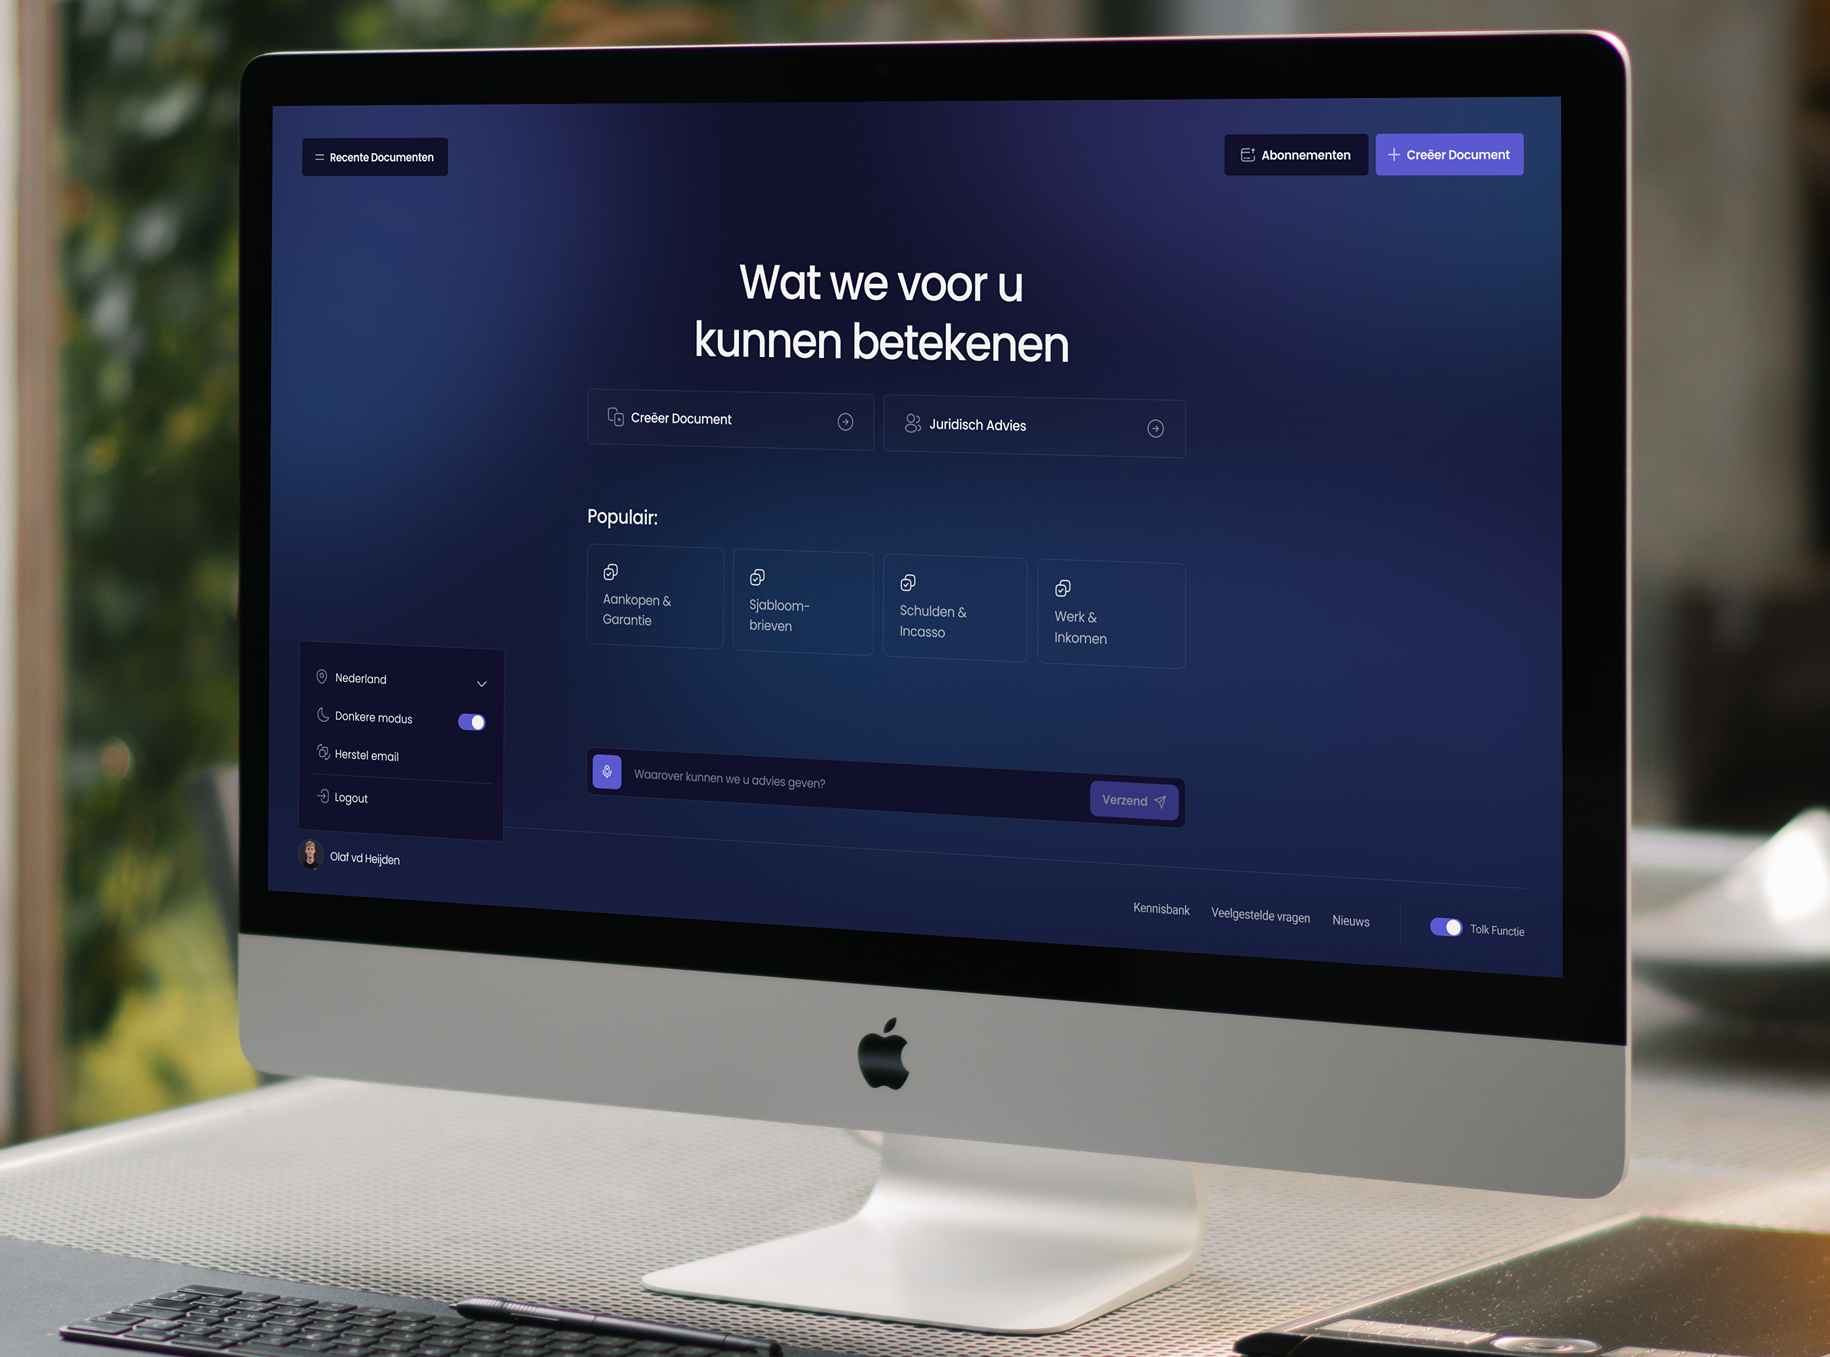 Recente Documenten
Abonnementen
Creëer Document
Wat we voor u
kunnen betekenen
Creëer Document
Juridisch Advies
Populair:
Aankopen &
Garantie
Sjabloom-
brieven
Schulden &
Incasso
Werk &
Inkomen
Nederland
Donkere modus
Herstel email
Logout
Waarover kunnen we u advies geven?
Verzend
Olaf vd Heijden
Kennisbank
Veelgestelde vragen
Nieuws
Tolk Functie